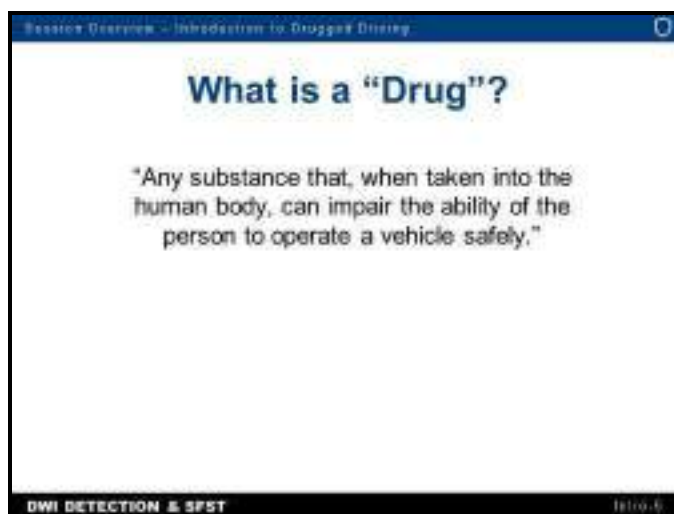 Session Overview – Introduction to Drugged Driving
What is a “Drug”?
“Any substance that, when taken into the
human body, can impair the ability of the
person to operate a vehicle safely.”
DWI DETECTION & SFST